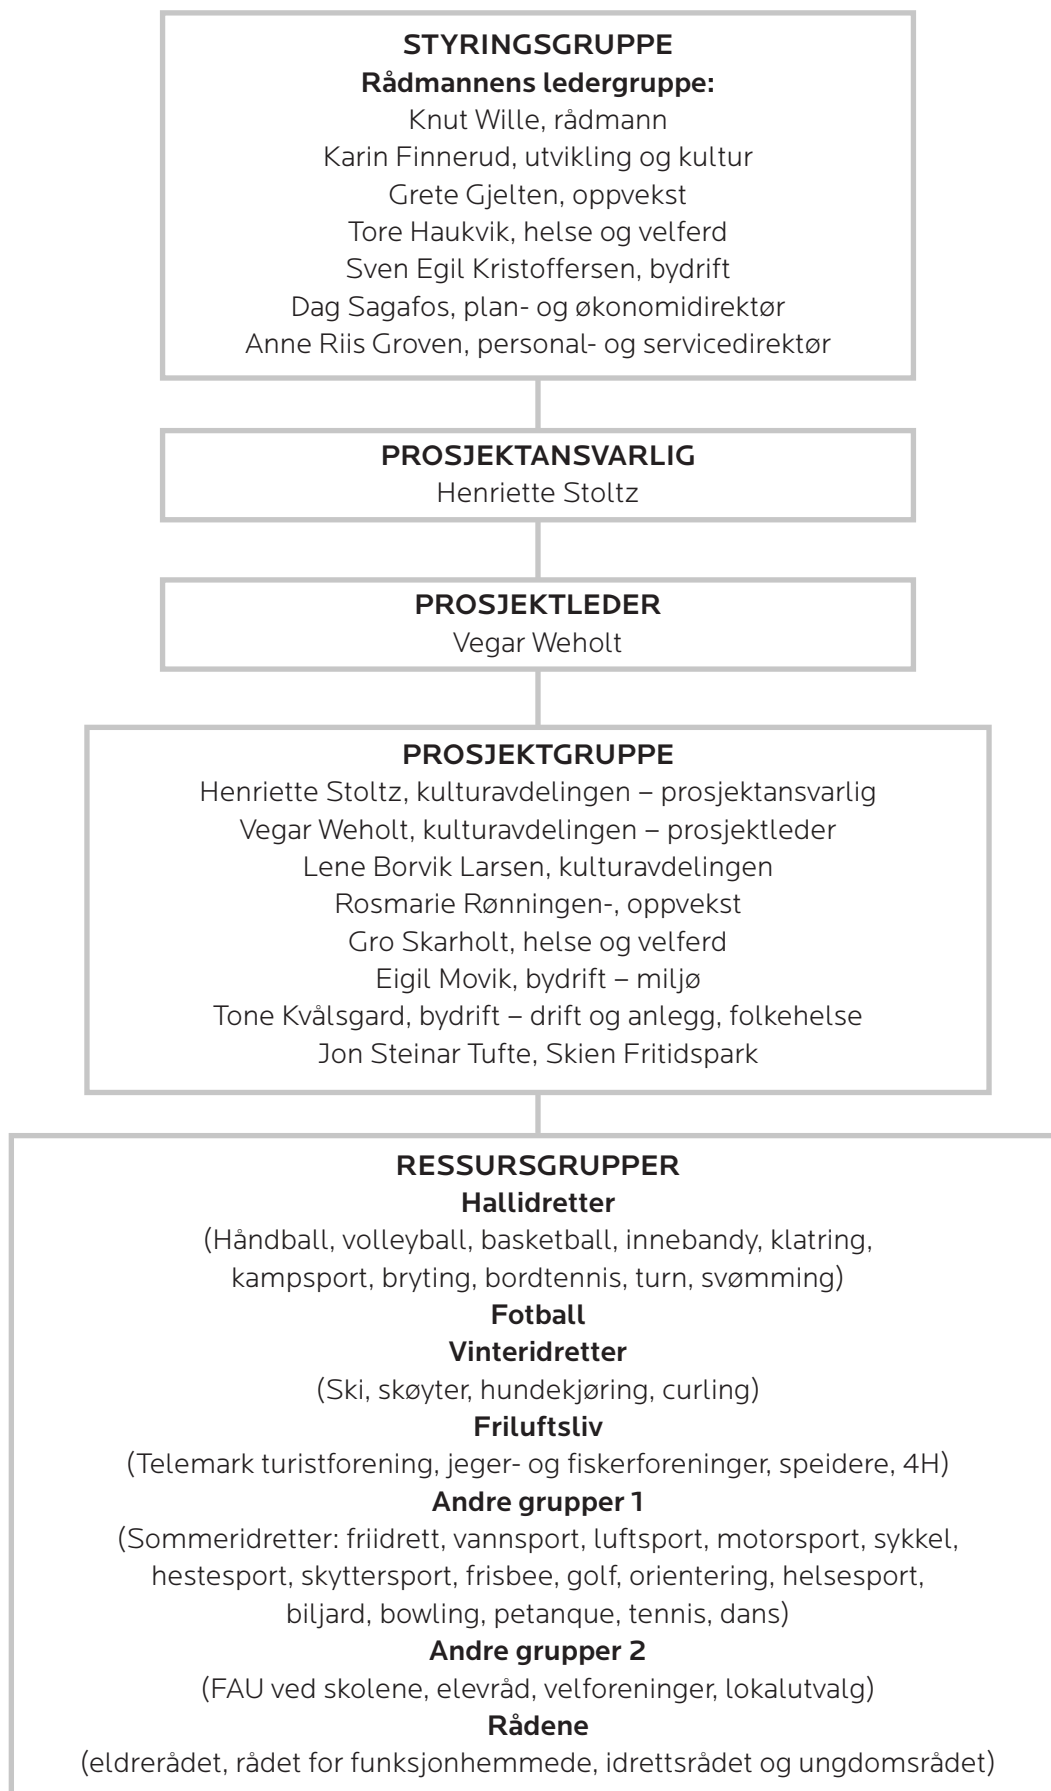 STYRINGSGRUPPE
Rådmannens ledergruppe:
Knut Wille, rådmann
Karin Finnerud, utvikling og kultur
Grete Gjelten, oppvekst
Tore Haukvik, helse og velferd
Sven Egil Kristoffersen, bydrift
Dag Sagafos, plan- og økonomidirektør
Anne Riis Groven, personal- og servicedirektør
PROSJEKTANSVARLIG
Henriette Stoltz
PROSJEKTLEDER
Vegar Weholt
PROSJEKTGRUPPE
Henriette Stoltz, kulturavdelingen – prosjektansvarlig
Vegar Weholt, kulturavdelingen – prosjektleder
Lene Borvik Larsen, kulturavdelingen
Rosmarie Rønningen-, oppvekst
Gro Skarholt, helse og velferd
Eigil Movik, bydrift – miljø
Tone Kvålsgard, bydrift – drift og anlegg, folkehelse
Jon Steinar Tufte, Skien Fritidspark
RESSURSGRUPPER
Hallidretter
(Håndball, volleyball, basketball, innebandy, klatring,
kampsport, bryting, bordtennis, turn, svømming)
Fotball
Vinteridretter
(Ski, skøyter, hundekjøring, curling)
Friluftsliv
(Telemark turistforening, jeger- og fiskerforeninger, speidere, 4H)
Andre grupper 1
(Sommeridretter: friidrett, vannsport, luftsport, motorsport, sykkel,
hestesport, skyttersport, frisbee, golf, orientering, helsesport,
biljard, bowling, petanque, tennis, dans)
Andre grupper 2
(FAU ved skolene, elevråd, velforeninger, lokalutvalg)
Rådene
(eldrerådet, rådet for funksjonhemmede, idrettsrådet og ungdomsrådet)